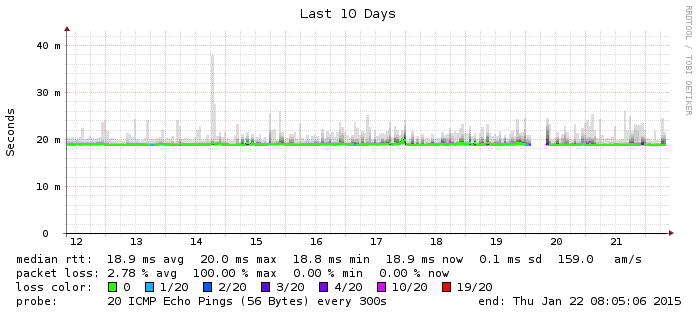 Last 10 Days
RRDTOOL / TOBI OETIKER
Seconds
40 m
30 m
20 m
10 m
0
12 13 14 15 16 17 18 19 20 21
median rtt: 18.9 ms avg 20.0 ms max 18.8 ms min 18.9 ms now 0.1 ms sd 159.0 am/s
packet loss: 2.78 % avg 100.00 % max 0.00 % min 0.00 % now
loss color: 0 1/20 2/20 3/20 4/20 10/20 19/20
probe: 20 ICMP Echo Pings (56 Bytes) every 300s end: Thu Jan 22 08:05:06 2015